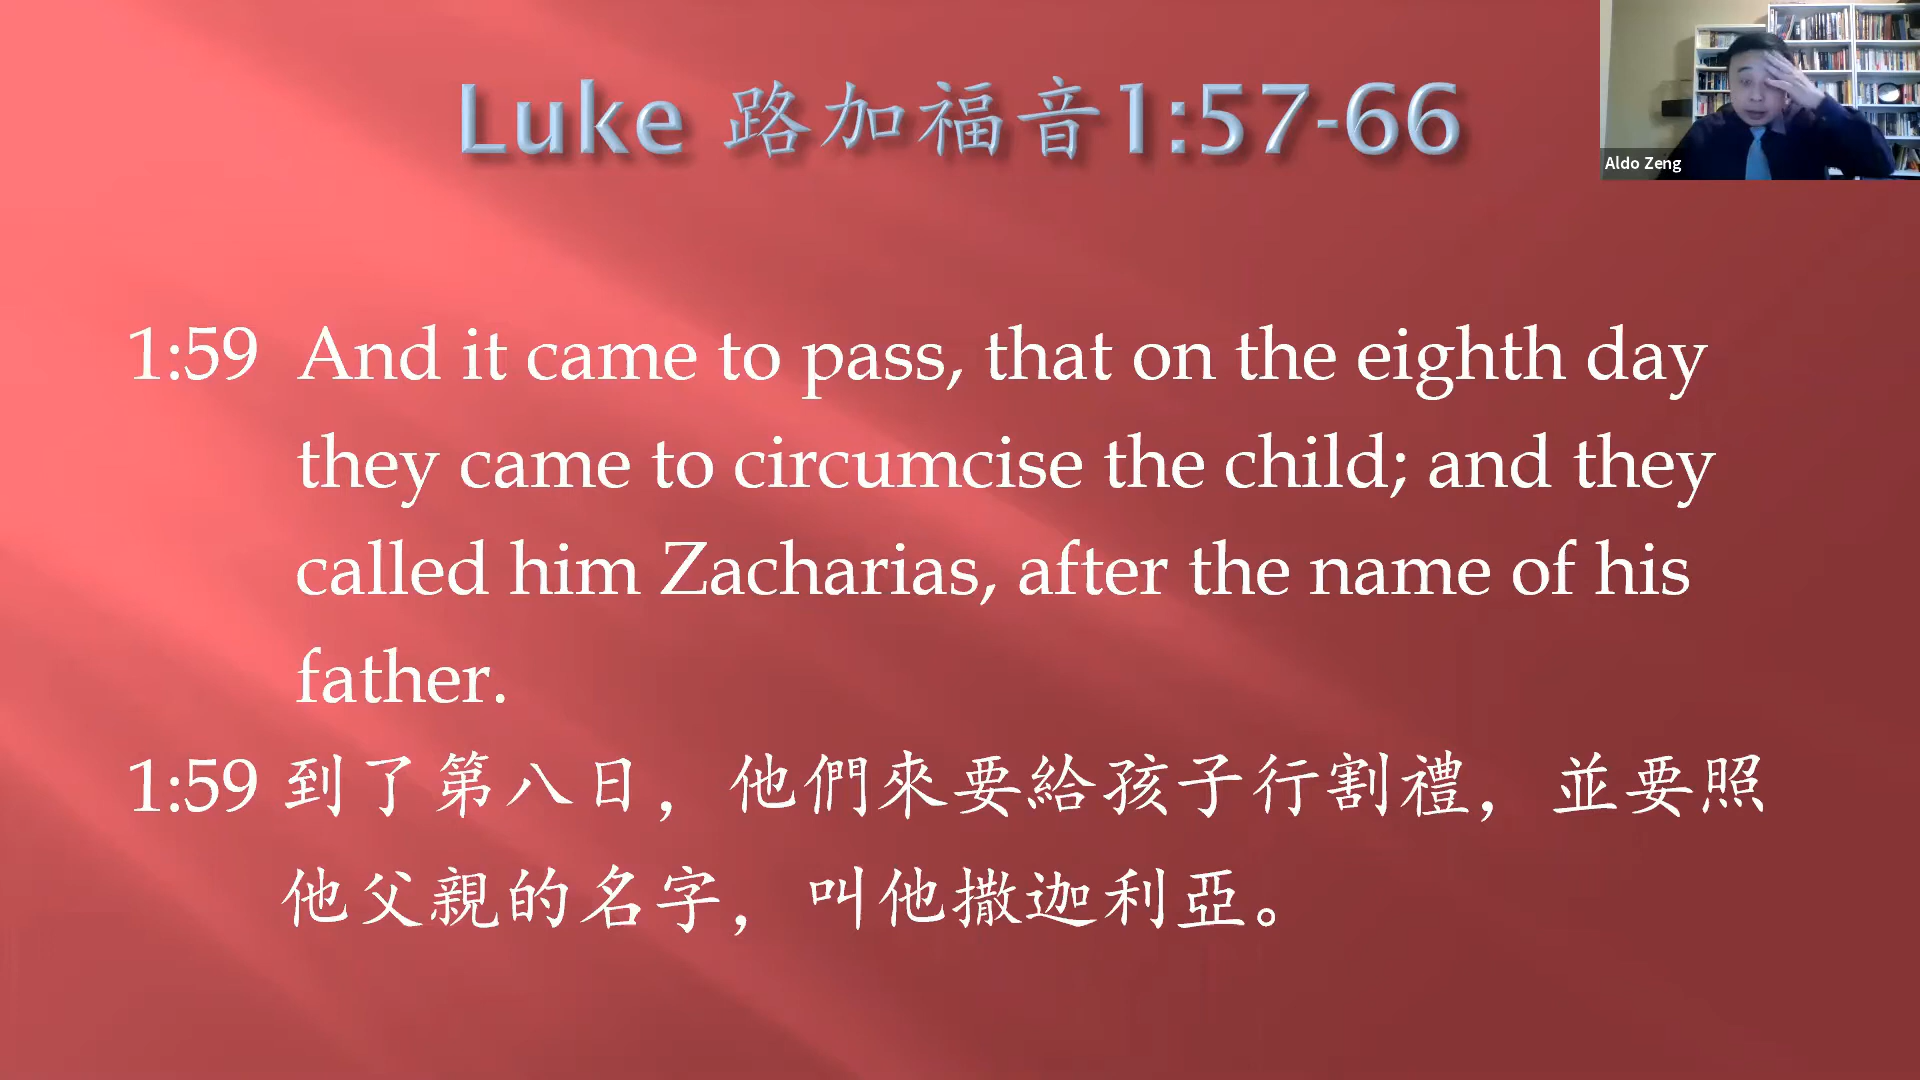 Luke 路加福音1:57-66
Aldo Zeng
1:59 And it came to pass, that on the eighth day
they came to circumcise the child; and they
called him Zacharias, after the name of his
father.
1:59 到了第八日，他們來要給孩子行割禮，並要照
他父親的名字，叫他撒迦利亞。